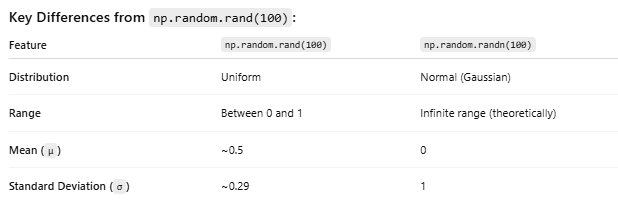 Key Differences from np.random.rand(100) :
Feature np.random.rand(100) np.random.randn(100)
Distribution Uniform Normal (Gaussian)
Range Between 0 and 1 Infinite range (theoretically)
Mean ( μ ) ~0.5 0
Standard Deviation ( σ ) ~0.29 1